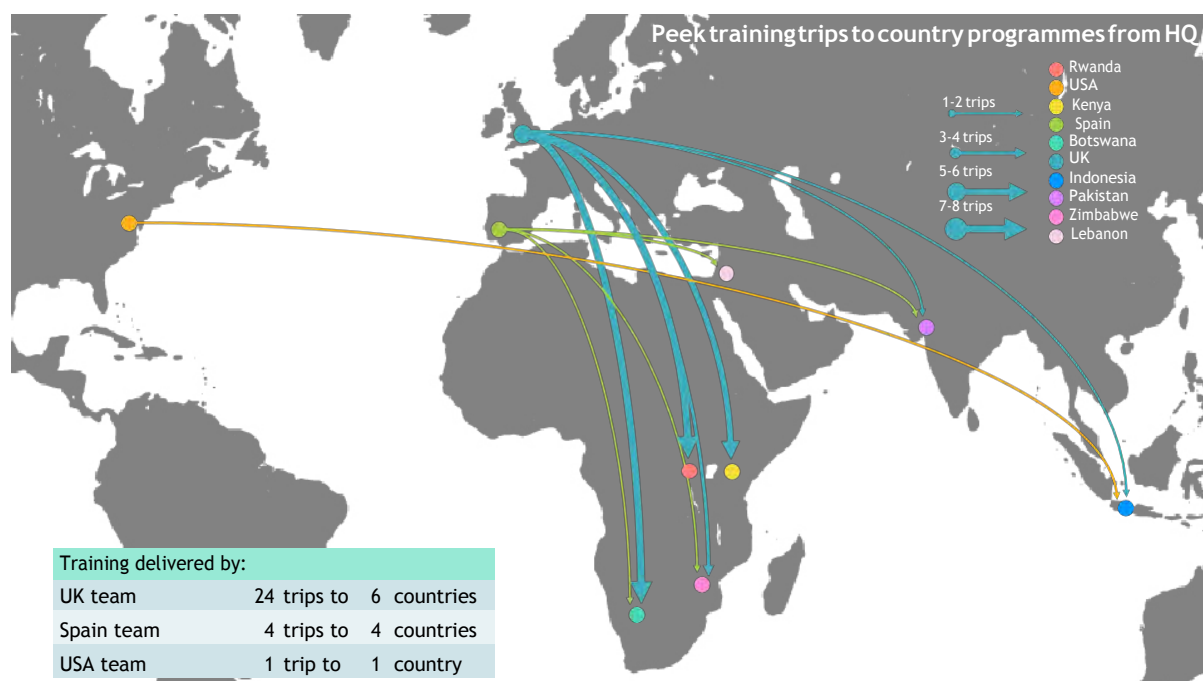 Peek training trips to country programmes from HQ
Rwanda
USA
Kenya
Spain
Botswana
UK
Indonesia
Pakistan
Zimbabwe
Lebanon
1-2 trips
3-4 trips
5-6 trips
7-8 trips
Training delivered by:
UK team 24 trips to 6 countries
Spain team 4 trips to 4 countries
USA team 1 trip to 1 country